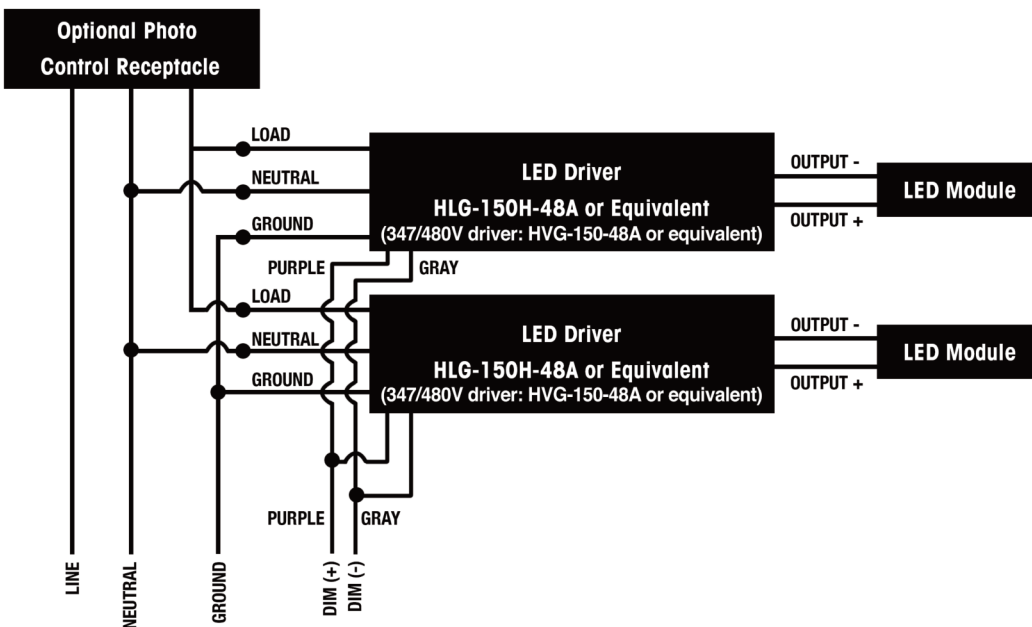 Optional Photo
Control Receptacle
LOAD
NEUTRAL
GROUND
LED Driver
HLG-150H-48A or Equivalent
(347/480V driver: HVG-150-48A or equivalent)
OUTPUT -
OUTPUT +
LED Module
PURPLE
GRAY
LOAD
NEUTRAL
GROUND
LED Driver
HLG-150H-48A or Equivalent
(347/480V driver: HVG-150-48A or equivalent)
OUTPUT -
OUTPUT +
LED Module
PURPLE
GRAY
LINE
NEUTRAL
GROUND
DIM (+)
DIM (-)